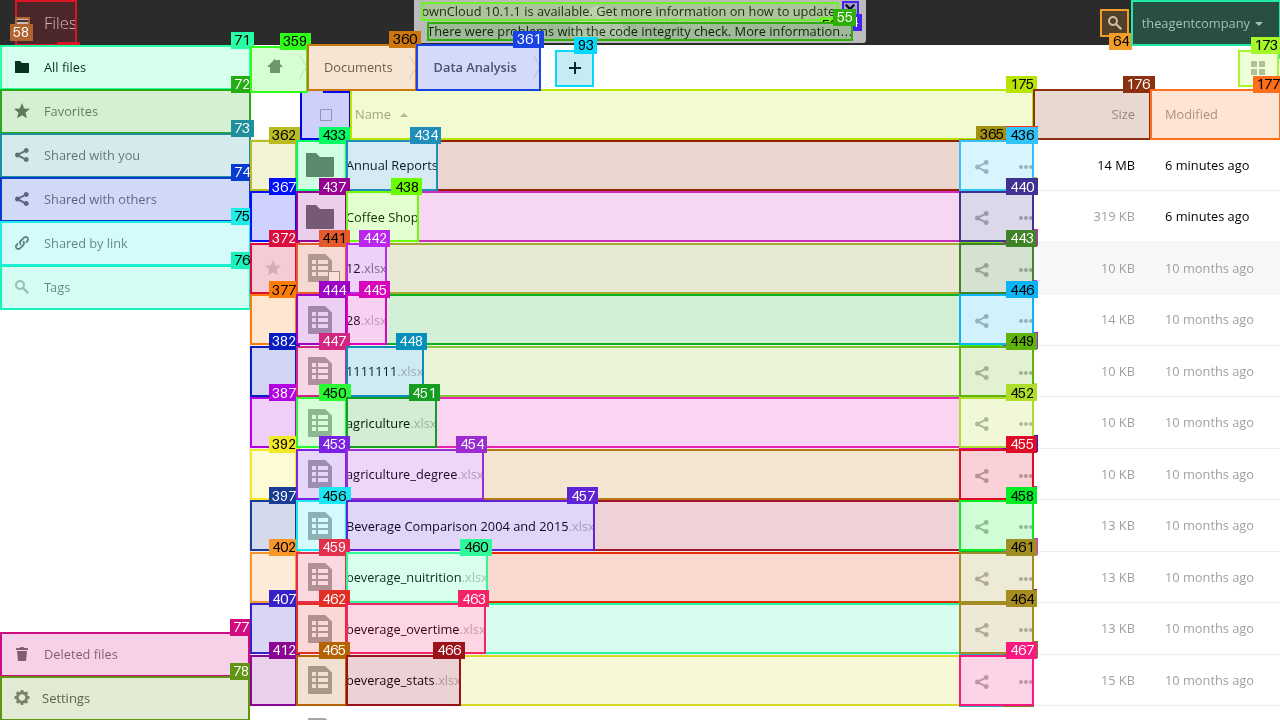 ownCloud 10.1.1 is available. Get more information on how to update
There were problems with the code integrity check. More information…
55
58
Files
64
theagentcompany
71
359
360
361
93
173
All files
Documents
Data Analysis
+
72
175
176
177
Favorites
Name
Size
Modified
73
362
433
434
365
436
Shared with you
Annual Reports
14 MB
6 minutes ago
74
367
437
438
440
Shared with others
Coffee Shop
319 KB
6 minutes ago
75
372
441
442
443
Shared by link
12.xlsx
10 KB
10 months ago
76
377
444
445
446
Tags
28.xlsx
14 KB
10 months ago
382
447
448
449
1111111.xlsx
10 KB
10 months ago
387
450
451
452
agriculture.xlsx
10 KB
10 months ago
392
453
454
455
agriculture_degree.xlsx
10 KB
10 months ago
397
456
457
458
Beverage Comparison 2004 and 2015.xlsx
13 KB
10 months ago
402
459
460
461
beverage_nuitrition.xlsx
13 KB
10 months ago
407
462
463
464
beverage_overtime.xlsx
13 KB
10 months ago
77
412
465
466
467
Deleted files
beverage_stats.xlsx
15 KB
10 months ago
78
Settings